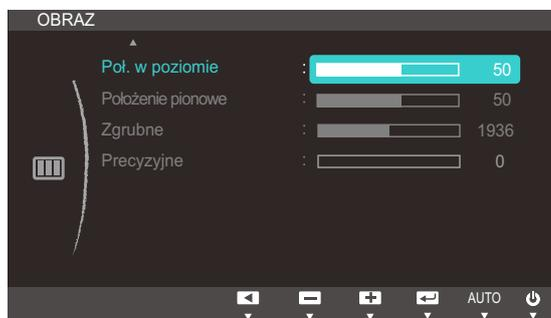 OBRAZ
Poł. w poziomie : 50
Położenie pionowe : 50
Zgrubne : 1936
Precyzyjne : 0
AUTO